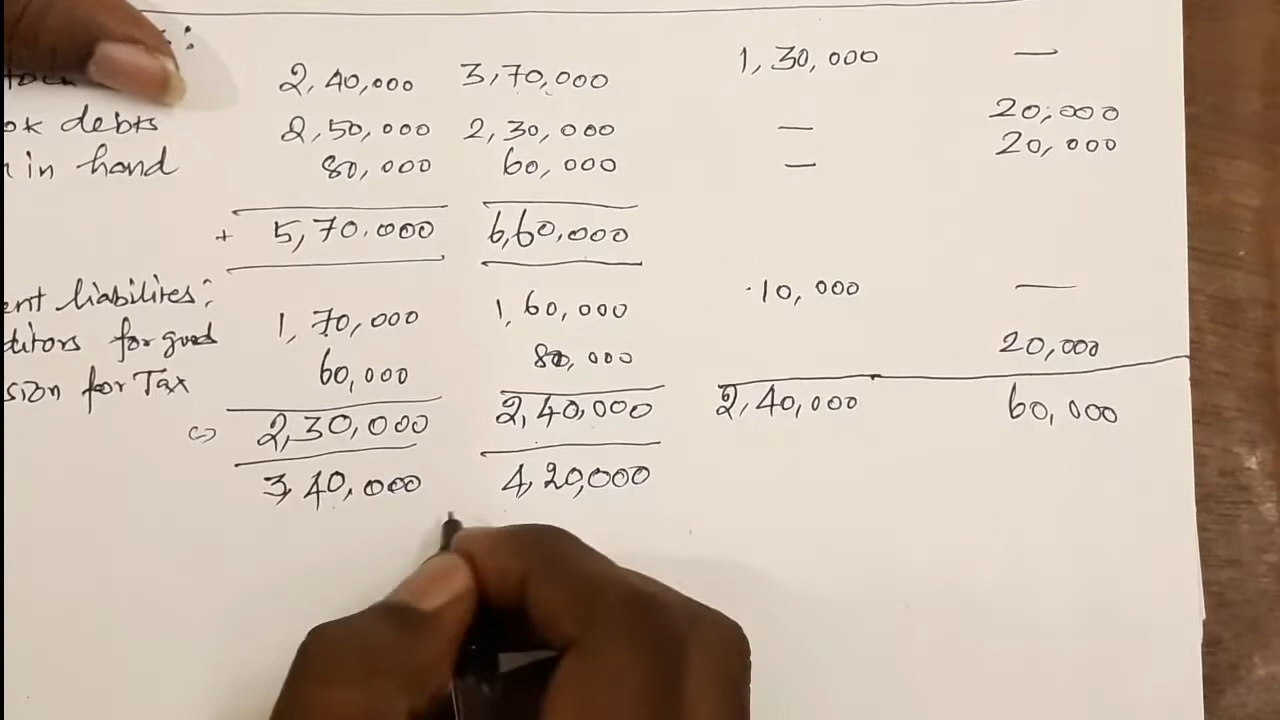 :
2,40,000 3,70,000 1,30,000 —
ok debts 2,50,000 2,30,000 — 20,000
in hand 80,000 60,000 — 20,000
+ 5,70,000 6,60,000
ent liabilites:
itors for good 1,70,000 1,60,000 10,000 —
sion for Tax 60,000 80,000 20,000
(-) 2,30,000 2,40,000 2,40,000 60,000
3,40,000 4,20,000